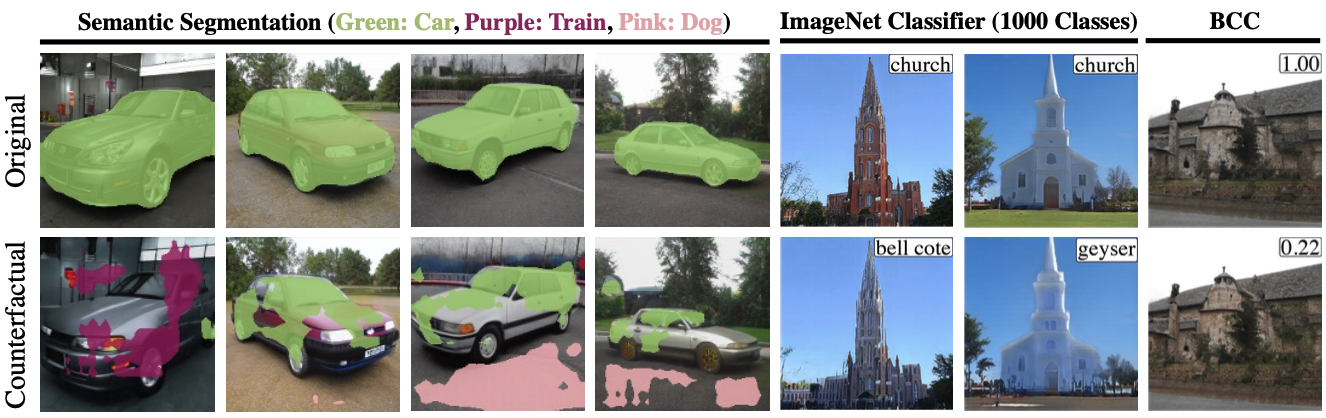 Semantic Segmentation (Green: Car, Purple: Train, Pink: Dog)
ImageNet Classifier (1000 Classes)
BCC
Original
church
church
1.00
Counterfactual
bell cote
geyser
0.22